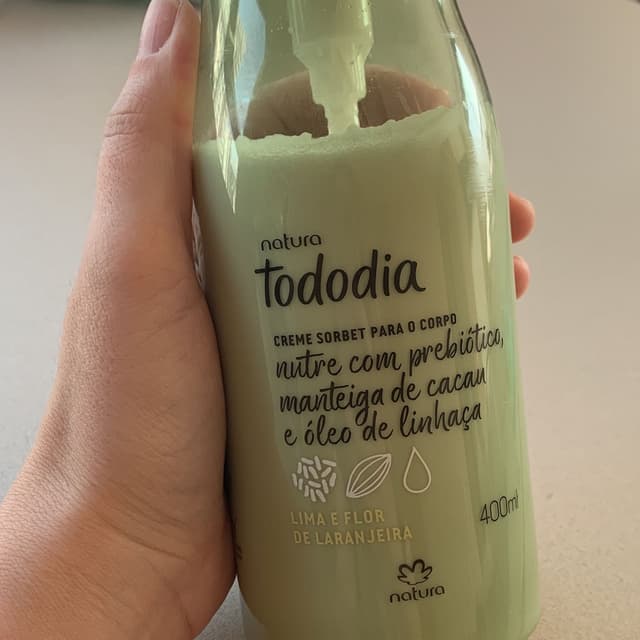 natura
tododia
CREME SORBET PARA O CORPO
nutre com prebiótico,
manteiga de cacau
e óleo de linhaça
LIMA E FLOR
DE LARANJEIRA
400ml
natura